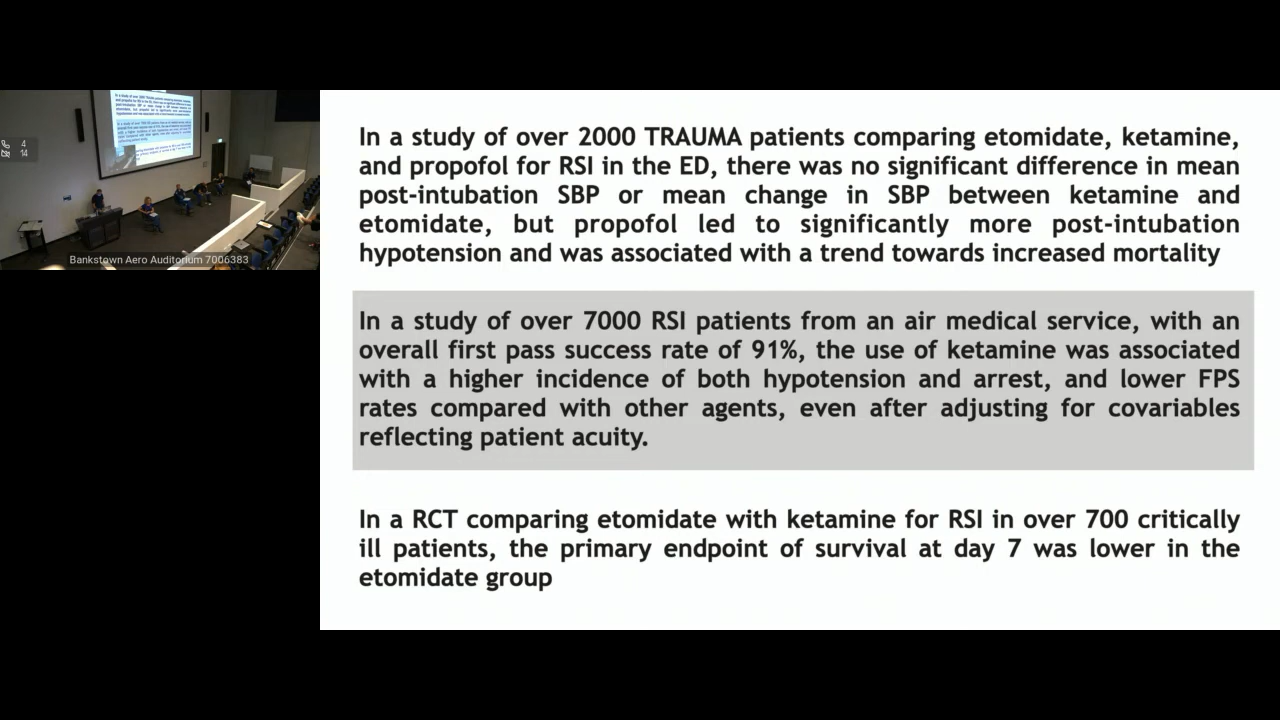 In a study of over 2000 TRAUMA patients comparing etomidate, ketamine,
and propofol for RSI in the ED, there was no significant difference in mean
post-intubation SBP or mean change in SBP between ketamine and
etomidate, but propofol led to significantly more post-intubation
hypotension and was associated with a trend towards increased mortality
In a study of over 7000 RSI patients from an air medical service, with an
overall first pass success rate of 91%, the use of ketamine was associated
with a higher incidence of both hypotension and arrest, and lower FPS
rates compared with other agents, even after adjusting for covariables
reflecting patient acuity.
In a RCT comparing etomidate with ketamine for RSI in over 700 critically
ill patients, the primary endpoint of survival at day 7 was lower in the
etomidate group
4
14
Bankstown Aero Auditorium 7006383